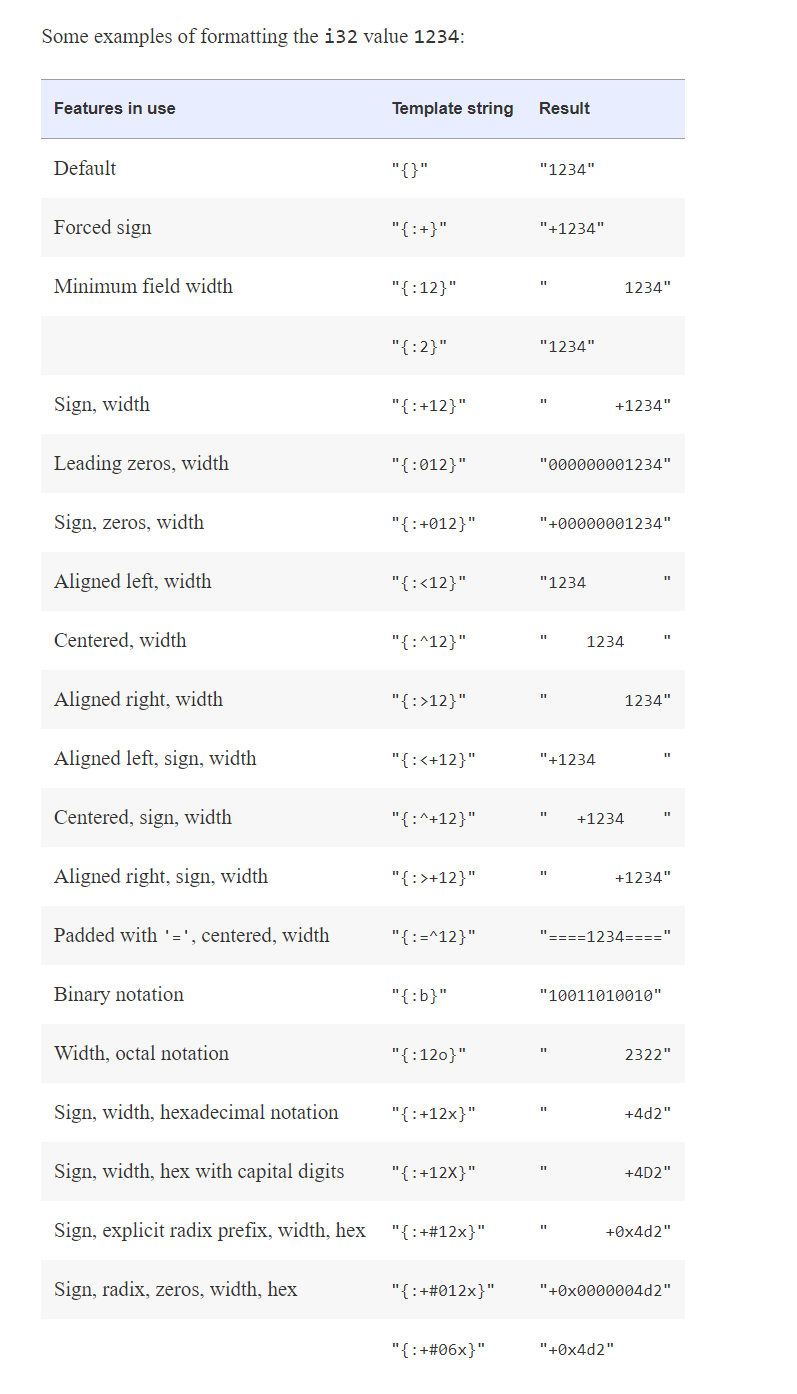 Some examples of formatting the i32 value 1234:
Features in use Template string Result
Default "{}" "1234"
Forced sign "{:+}" "+1234"
Minimum field width "{:12}" "        1234"
"{:2}" "1234"
Sign, width "{:+12}" "       +1234"
Leading zeros, width "{:012}" "000000001234"
Sign, zeros, width "{:+012}" "+00000001234"
Aligned left, width "{:<12}" "1234        "
Centered, width "{:^12}" "    1234    "
Aligned right, width "{:>12}" "        1234"
Aligned left, sign, width "{:<+12}" "+1234       "
Centered, sign, width "{:^+12}" "   +1234    "
Aligned right, sign, width "{:>+12}" "       +1234"
Padded with '=', centered, width "{:=^12}" "====1234===="
Binary notation "{:b}" "10011010010"
Width, octal notation "{:12o}" "        2322"
Sign, width, hexadecimal notation "{:+12x}" "        +4d2"
Sign, width, hex with capital digits "{:+12X}" "        +4D2"
Sign, explicit radix prefix, width, hex "{:+#12x}" "      +0x4d2"
Sign, radix, zeros, width, hex "{:+#012x}" "+0x0000004d2"
"{:+#06x}" "+0x4d2"